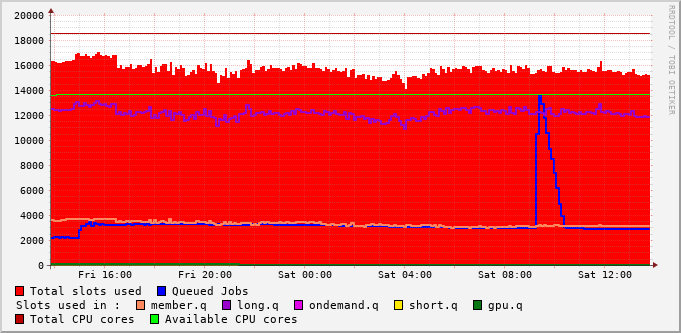 20000
18000
16000
14000
12000
10000
8000
6000
4000
2000
0
Fri 16:00 Fri 20:00 Sat 00:00 Sat 04:00 Sat 08:00 Sat 12:00
Total slots used Queued Jobs
Slots used in : member.q long.q ondemand.q short.q gpu.q
Total CPU cores Available CPU cores
RRDTOOL / TOBI OETIKER